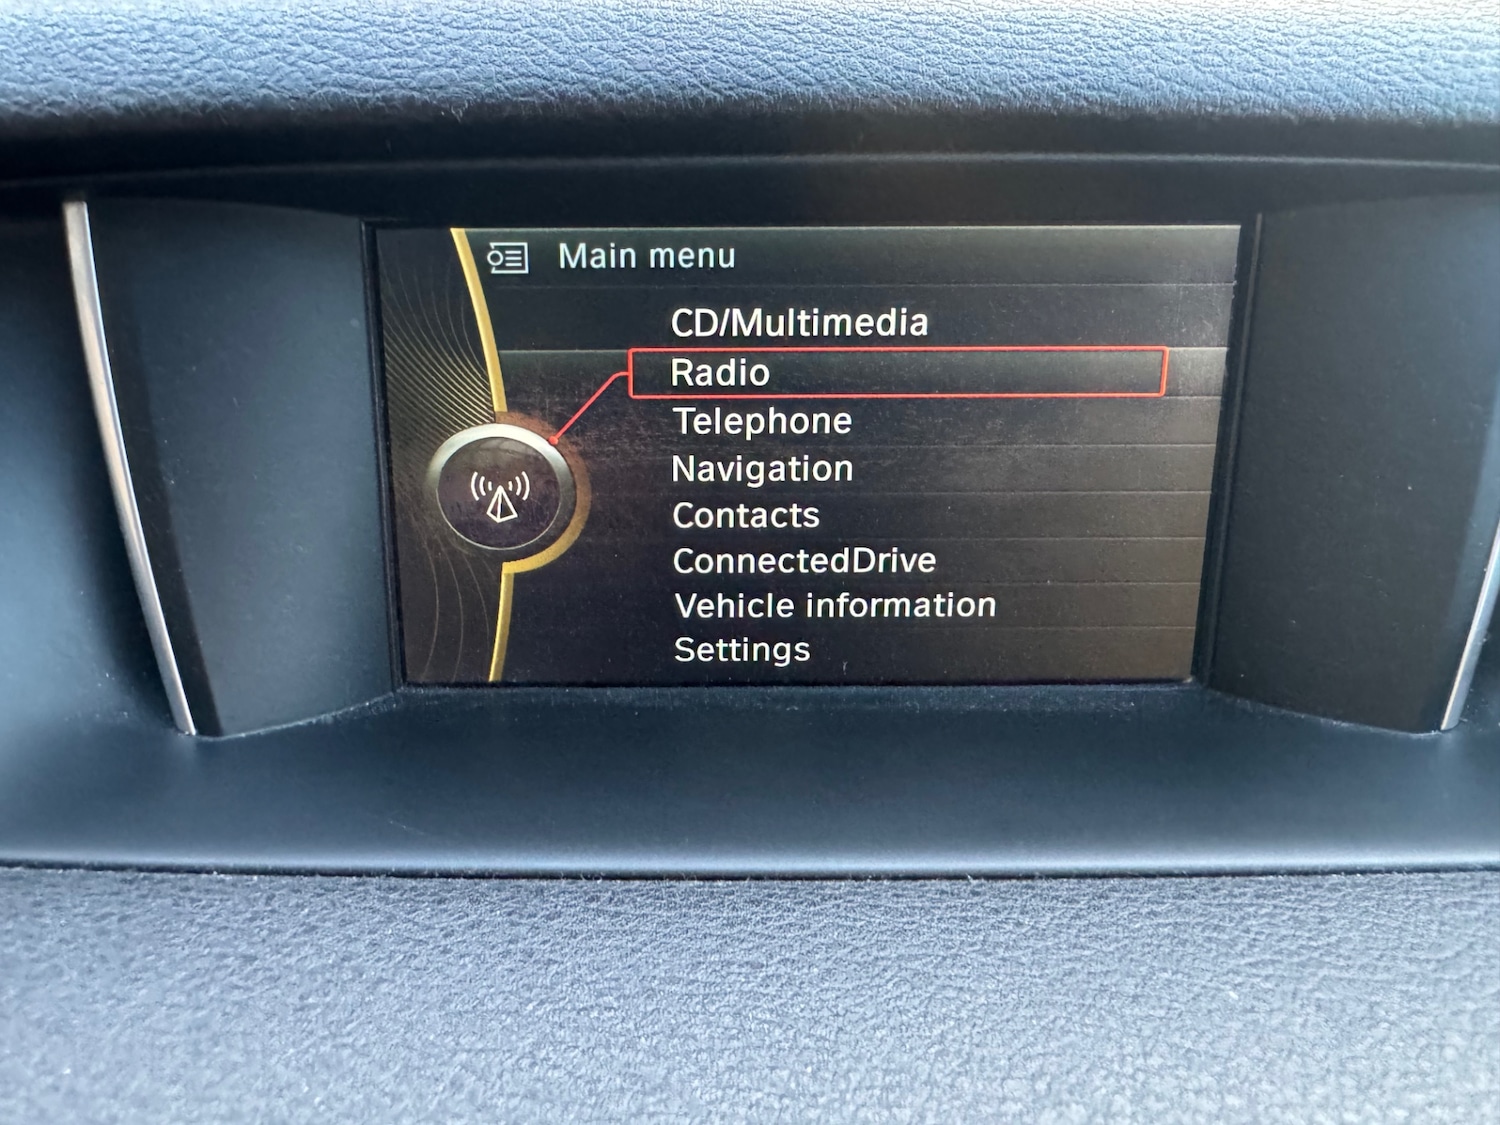 Main menu
CD/Multimedia
Radio
Telephone
Navigation
Contacts
ConnectedDrive
Vehicle information
Settings